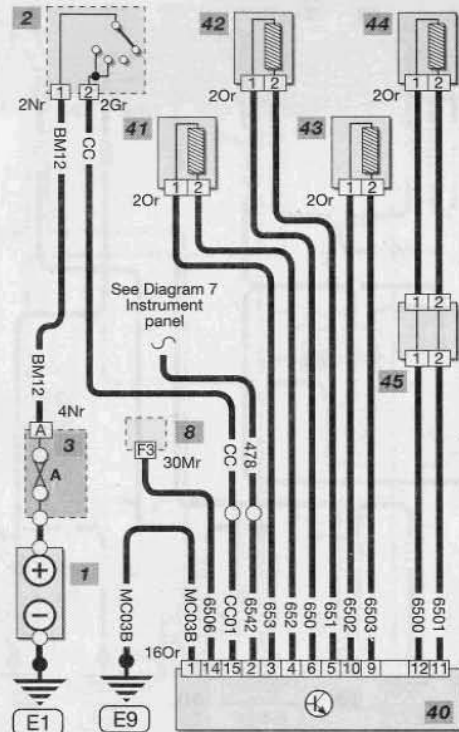 2 42 44
1 2 1 2 1 2
2Nr 2Gr 2Or 2Or
BM12 CC 41 43
1 2 1 2
2Or 2Or
See Diagram 7
Instrument
panel
1 2
1 2
BM12 45
4Nr
A 8
3 F3 CC 478
A 30Mr
+ 1
−
MC03B MC03B 6506 CC01 6542 653 652 650 651 6502 6503 6500 6501
16Or 1 14 15 2 3 4 6 5 10 9 12 11
E1 E9 40